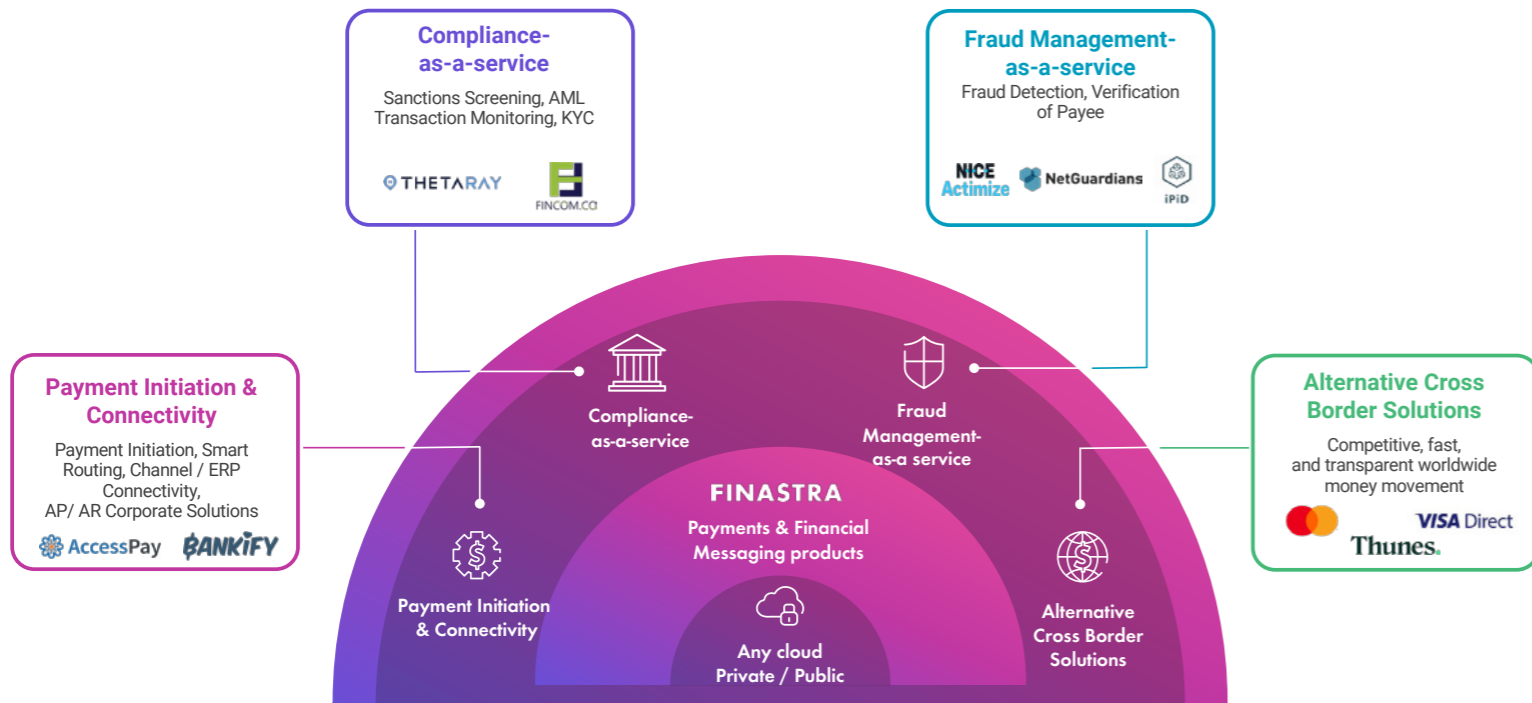 Compliance-
as-a-service
Sanctions Screening, AML
Transaction Monitoring, KYC
THETARAY
FINCOM.CO
Fraud Management-
as-a-service
Fraud Detection, Verification
of Payee
NICE
Actimize
NetGuardians
iPiD
Payment Initiation &
Connectivity
Payment Initiation, Smart
Routing, Channel / ERP
Connectivity,
AP/ AR Corporate Solutions
AccessPay
BANKiFY
Alternative Cross
Border Solutions
Competitive, fast,
and transparent worldwide
money movement
VISA Direct
Thunes.
Compliance-
as-a-service
Fraud
Management-
as-a service
FINASTRA
Payments & Financial
Messaging products
Payment Initiation
& Connectivity
Alternative
Cross Border
Solutions
Any cloud
Private / Public